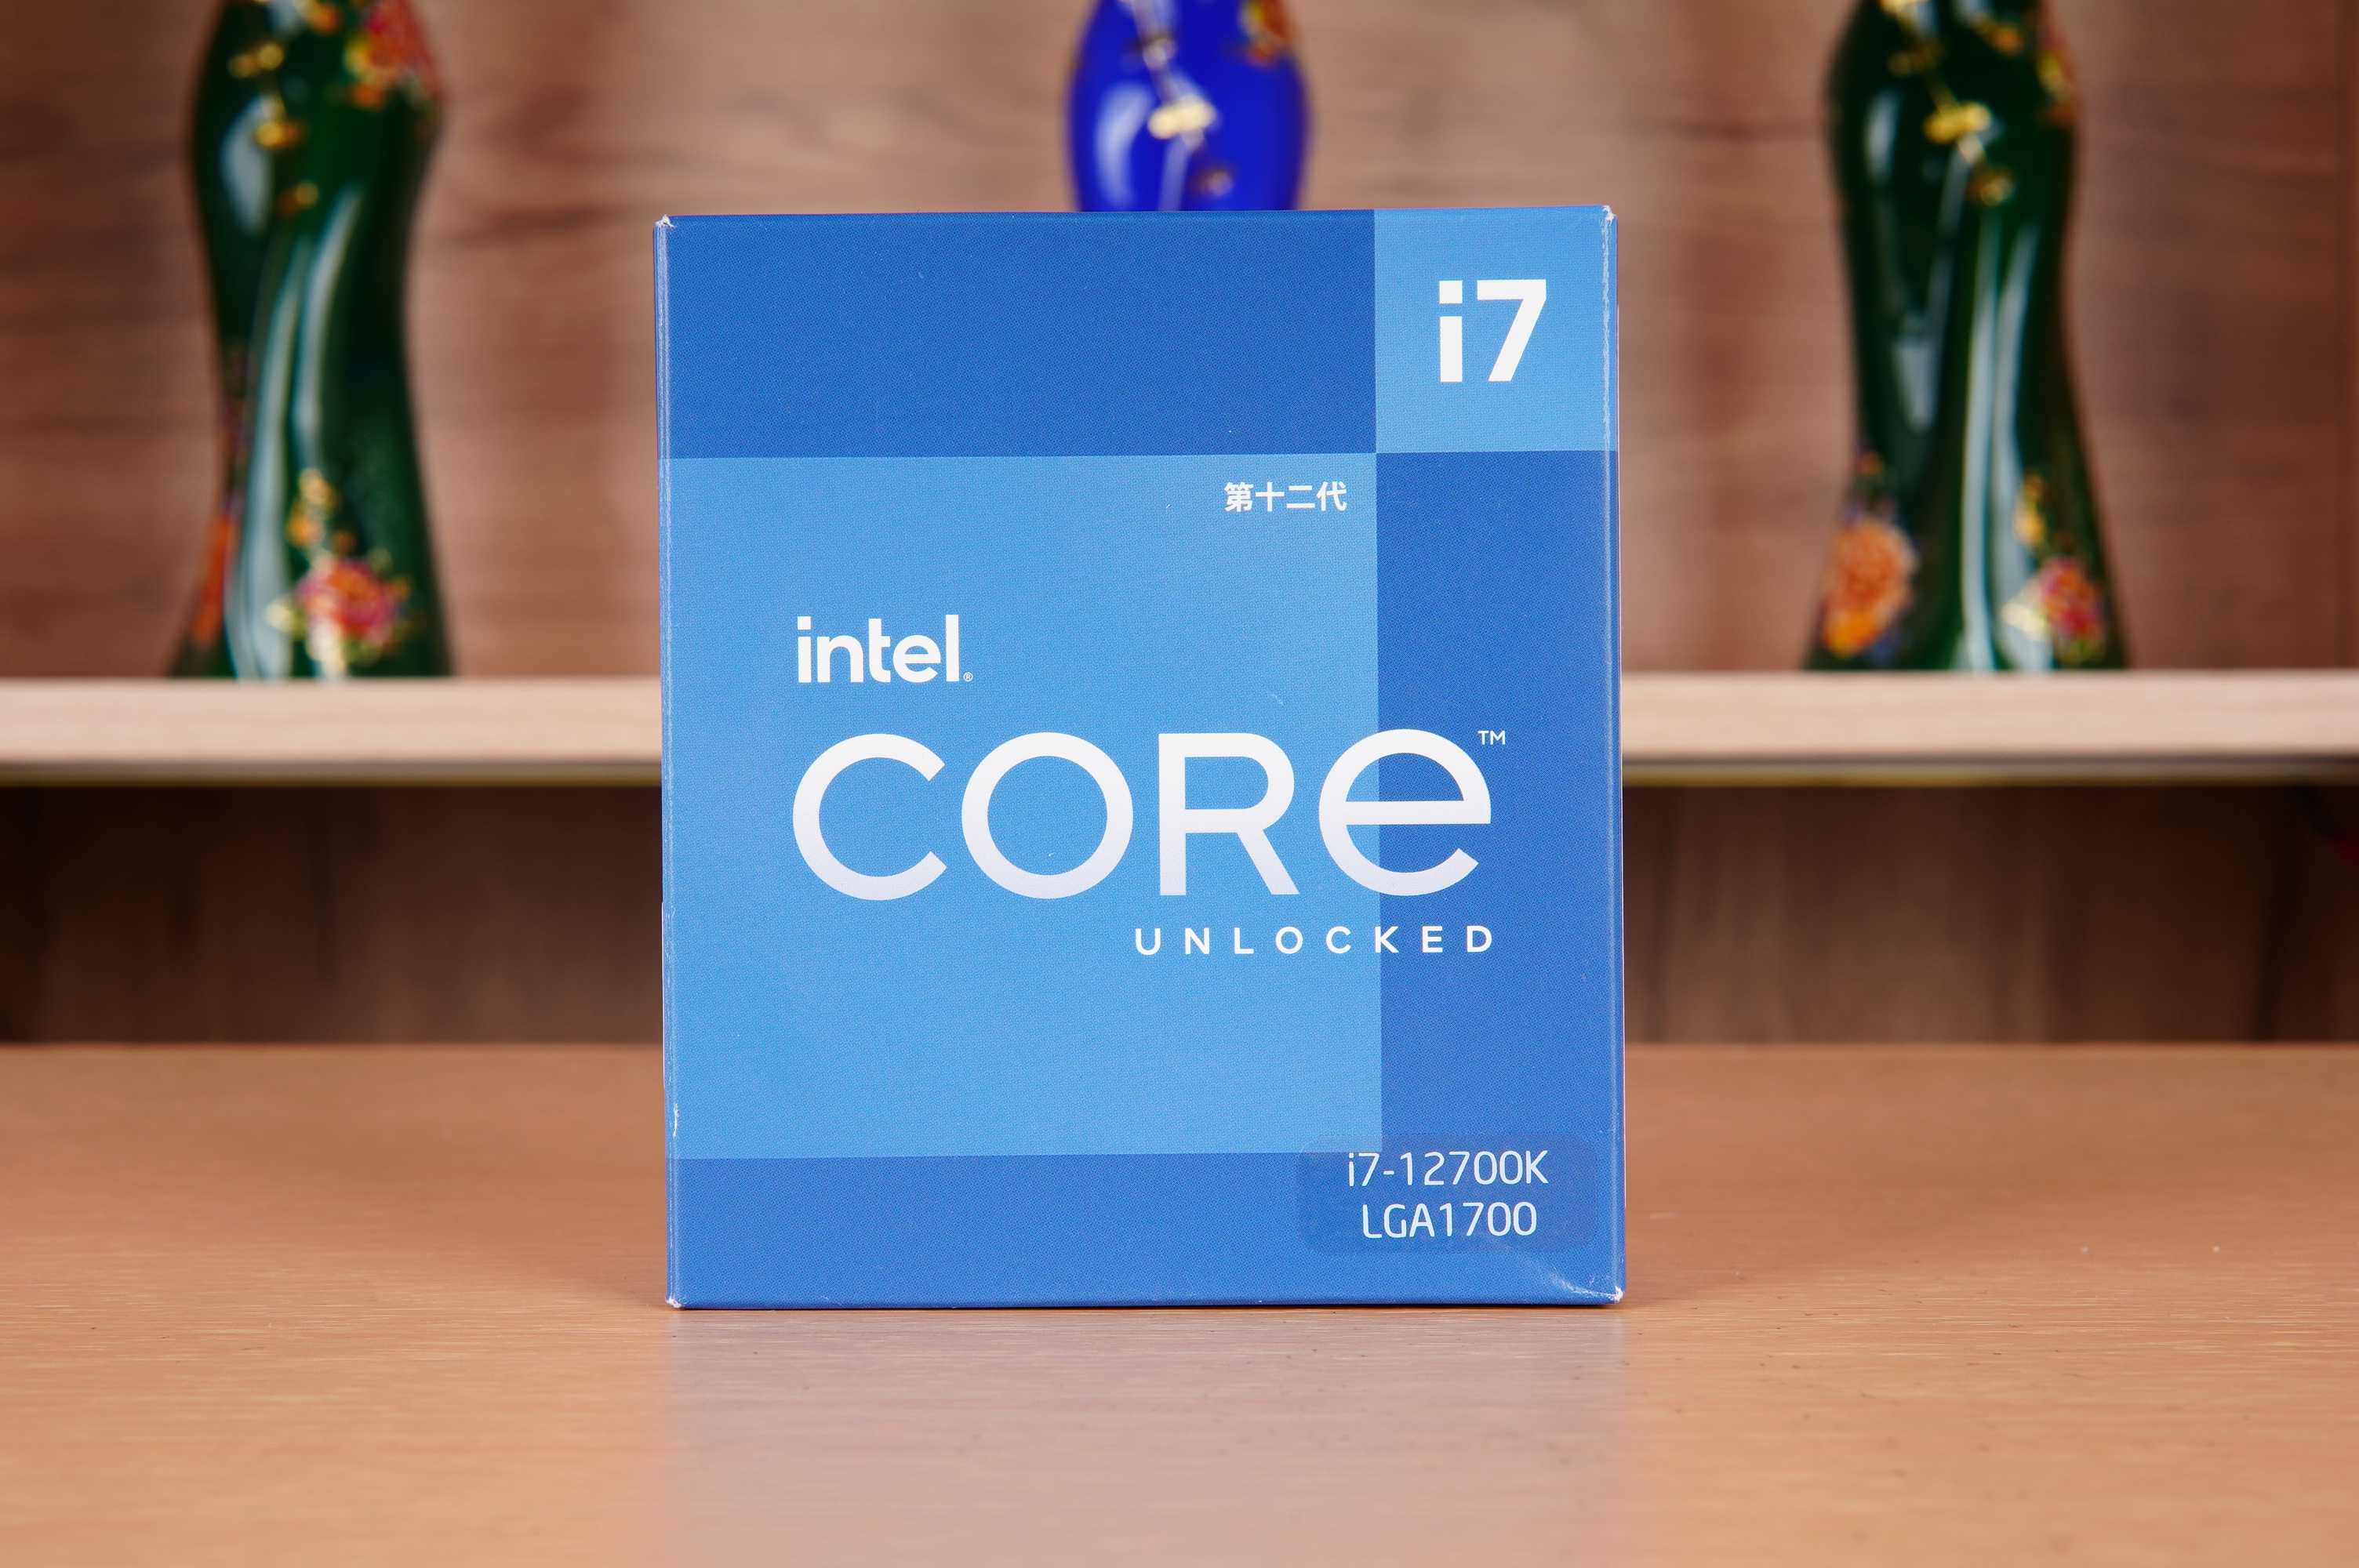 i7
第十二代
intel®
CORe™
UNLOCKED
i7-12700K
LGA1700